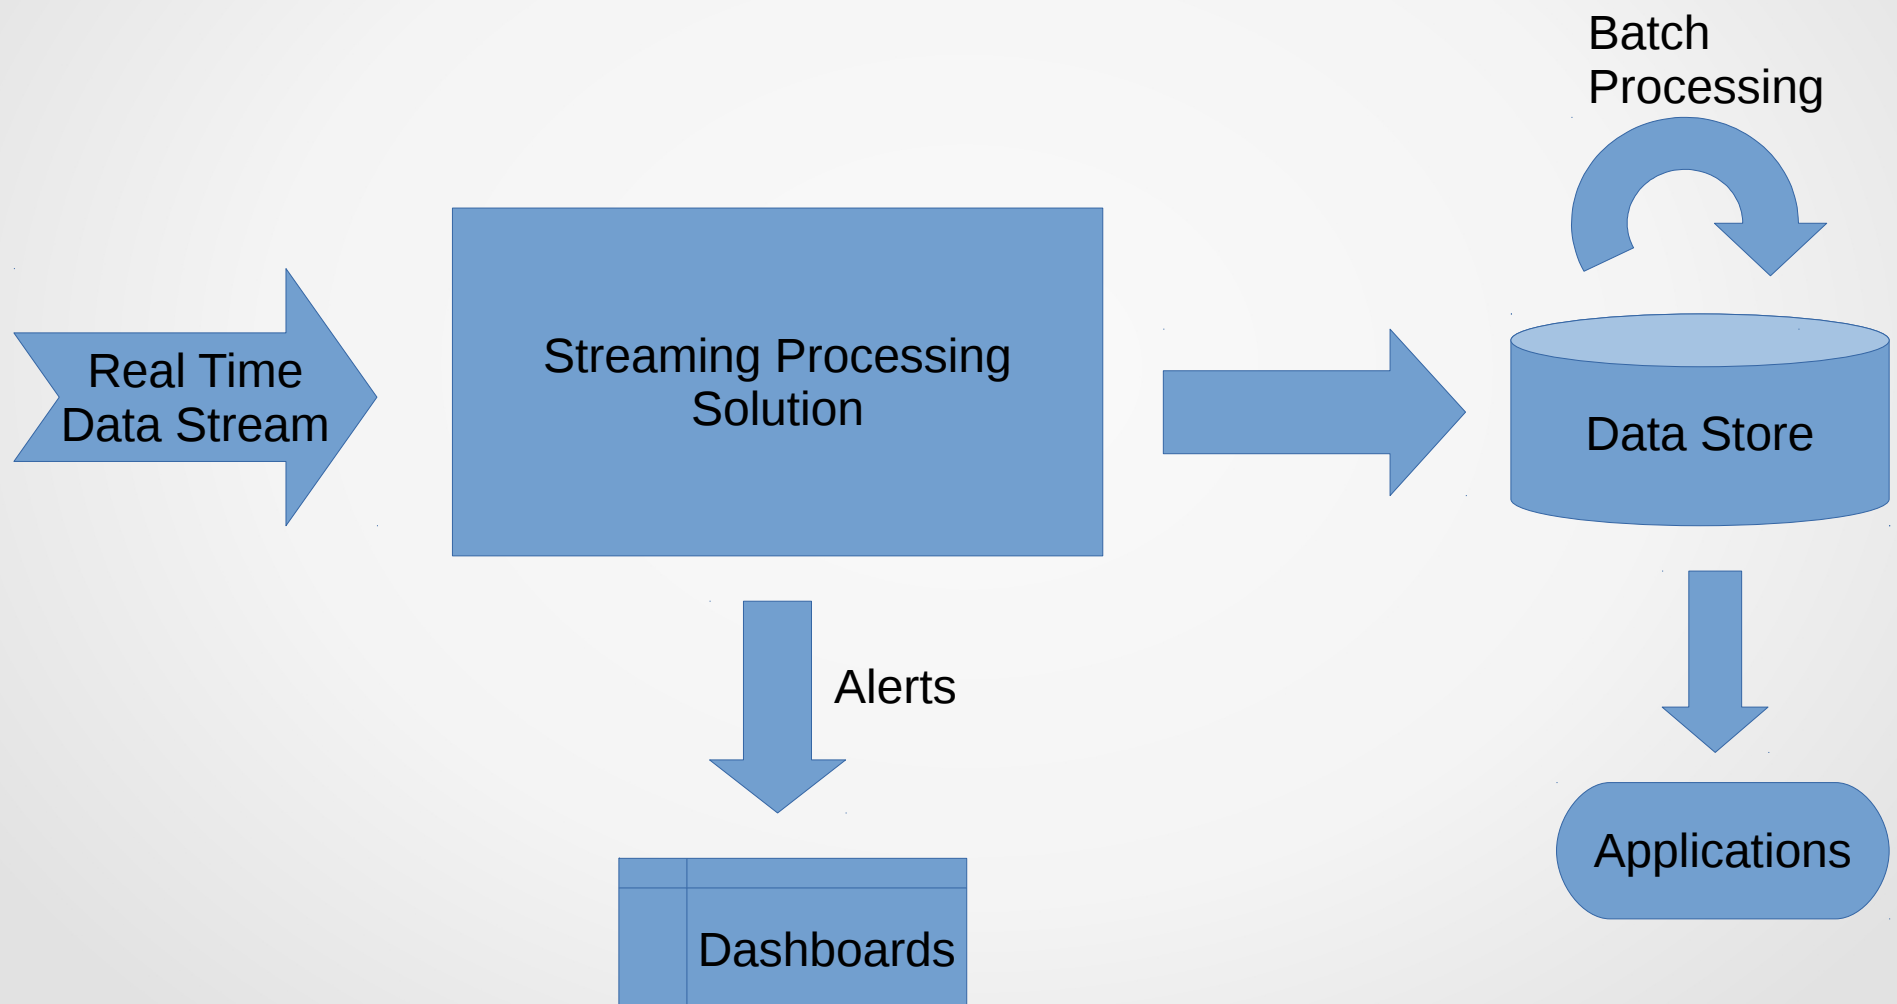 Batch
Processing
Real Time
Data Stream
Streaming Processing
Solution
Data Store
Alerts
Applications
Dashboards